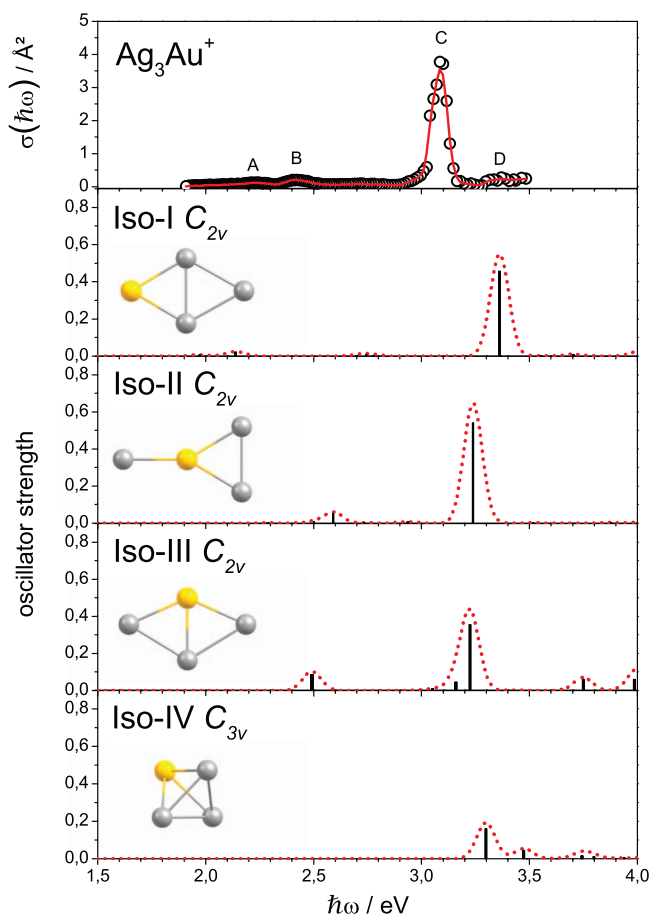 Ag₃Au⁺
C
A
B
D
σ(ħω) / Å²
5
4
3
2
1
0
Iso-I C₂ᵥ
0,8
0,6
0,4
0,2
0,0
Iso-II C₂ᵥ
0,8
0,6
0,4
0,2
0,0
oscillator strength
Iso-III C₂ᵥ
0,8
0,6
0,4
0,2
0,0
Iso-IV C₃ᵥ
0,8
0,6
0,4
0,2
0,0
1,5 2,0 2,5 3,0 3,5 4,0
ħω / eV